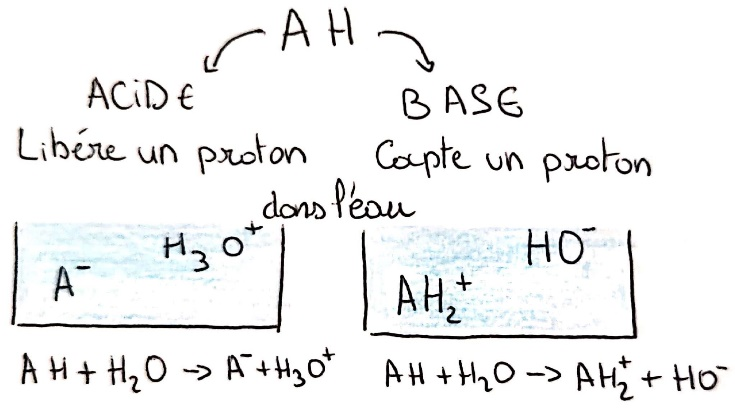 AH
ACiDE
Libére un proton
BASE
Capte un proton
dans l'eau
A⁻ H₃O⁺
AH₂⁺ HO⁻
AH + H₂O → A⁻ + H₃O⁺
AH + H₂O → AH₂⁺ + HO⁻